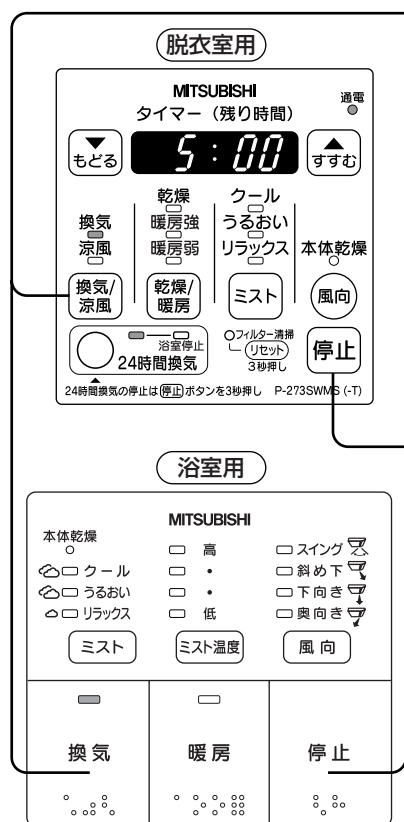 脱衣室用
MITSUBISHI
タイマー（残り時間）
通電
もどる
5:00
すすむ
乾燥 クール
換気 暖房強 うるおい
涼風 暖房弱 リラックス 本体乾燥
換気/涼風
乾燥/暖房
ミスト
風向
浴室停止
24時間換気
フィルター清掃
リセット
3秒押し
停止
24時間換気の停止は停止ボタンを3秒押し P-273SWMS (-T)
浴室用
MITSUBISHI
本体乾燥
高 スイング
クール ・ 斜め下
うるおい ・ 下向き
リラックス 低 奥向き
ミスト ミスト温度 風向
換気 暖房 停止